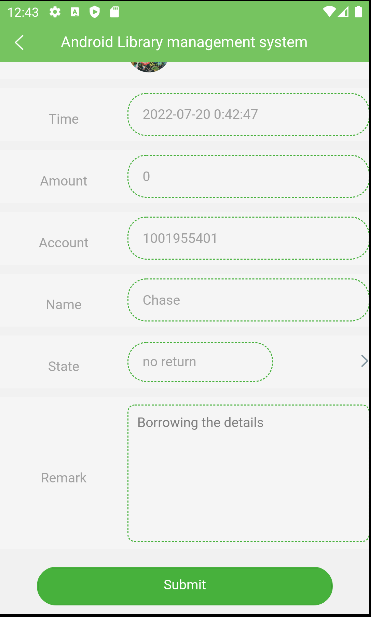 12:43
Android Library management system
Time
2022-07-20 0:42:47
Amount
0
Account
1001955401
Name
Chase
State
no return
Remark
Borrowing the details
Submit